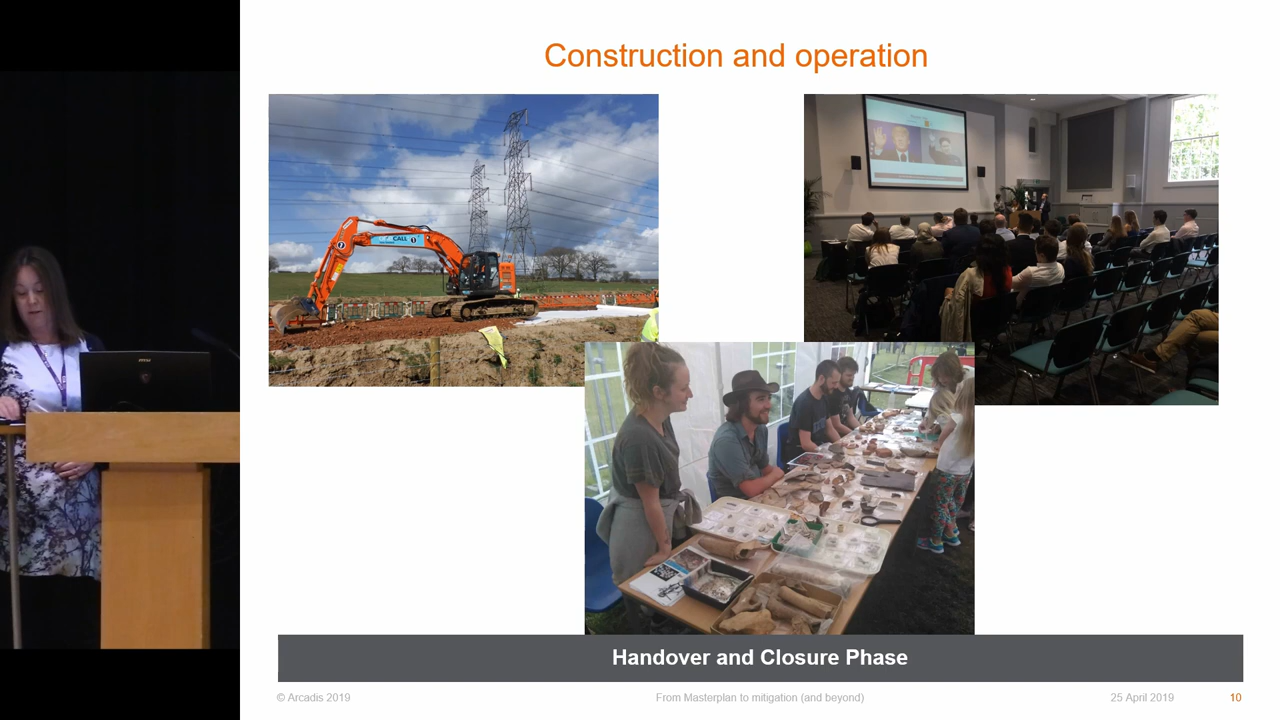 Construction and operation
CALL
Handover and Closure Phase
© Arcadis 2019
From Masterplan to mitigation (and beyond)
25 April 2019
10